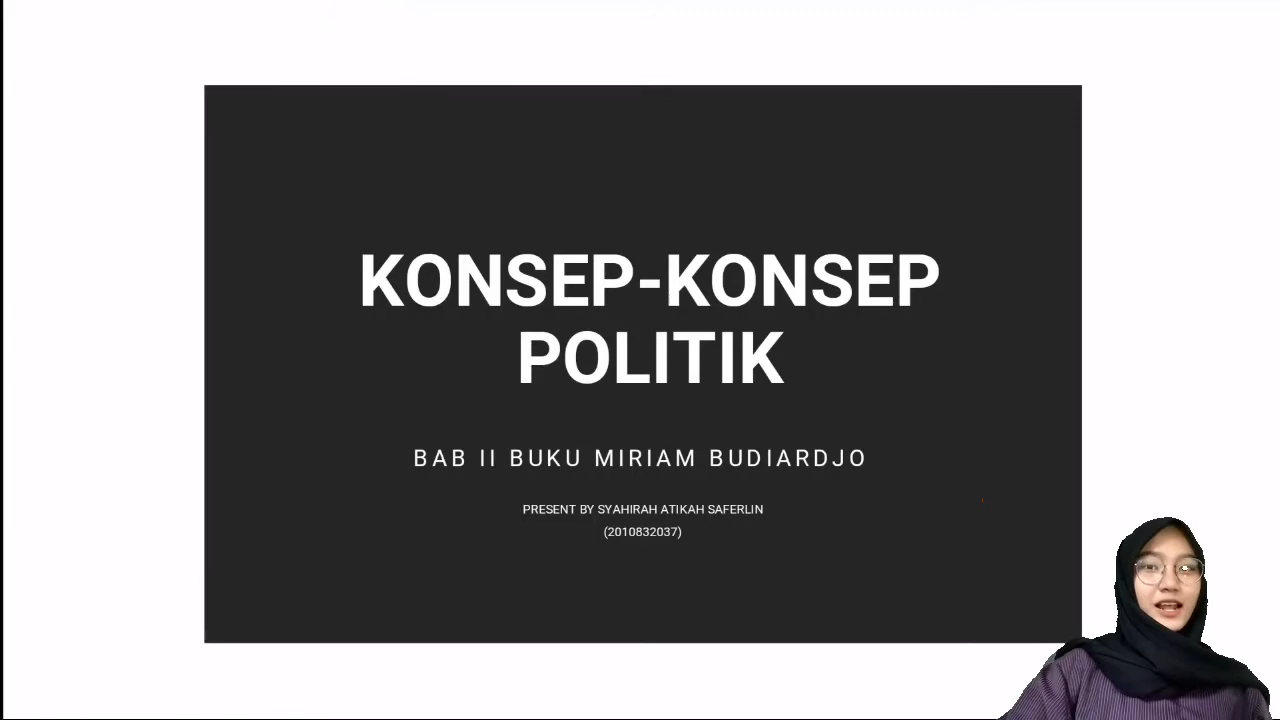 KONSEP-KONSEP
POLITIK
BAB II BUKU MIRIAM BUDIARDJO
PRESENT BY SYAHIRAH ATIKAH SAFERLIN
(2010832037)